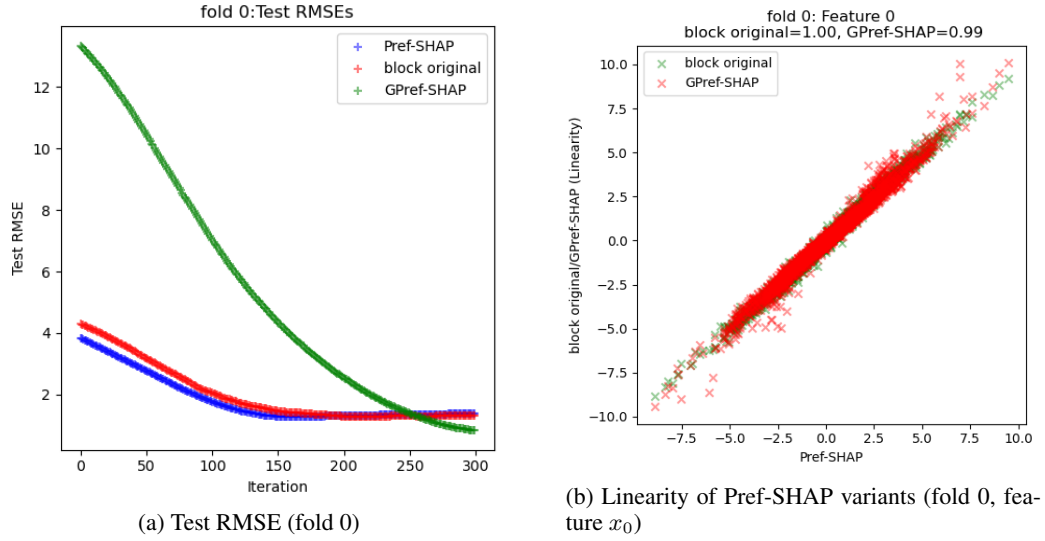 fold 0:Test RMSEs
Pref-SHAP
block original
GPref-SHAP
Test RMSE
12
10
8
6
4
2
0
50
100
150
200
250
300
Iteration
(a) Test RMSE (fold 0)
fold 0: Feature 0
block original=1.00, GPref-SHAP=0.99
block original
GPref-SHAP
block original/GPref-SHAP (Linearity)
10.0
7.5
5.0
2.5
0.0
−2.5
−5.0
−7.5
−10.0
−7.5
−5.0
−2.5
0.0
2.5
5.0
7.5
10.0
Pref-SHAP
(b) Linearity of Pref-SHAP variants (fold 0, fea-
ture x₀)